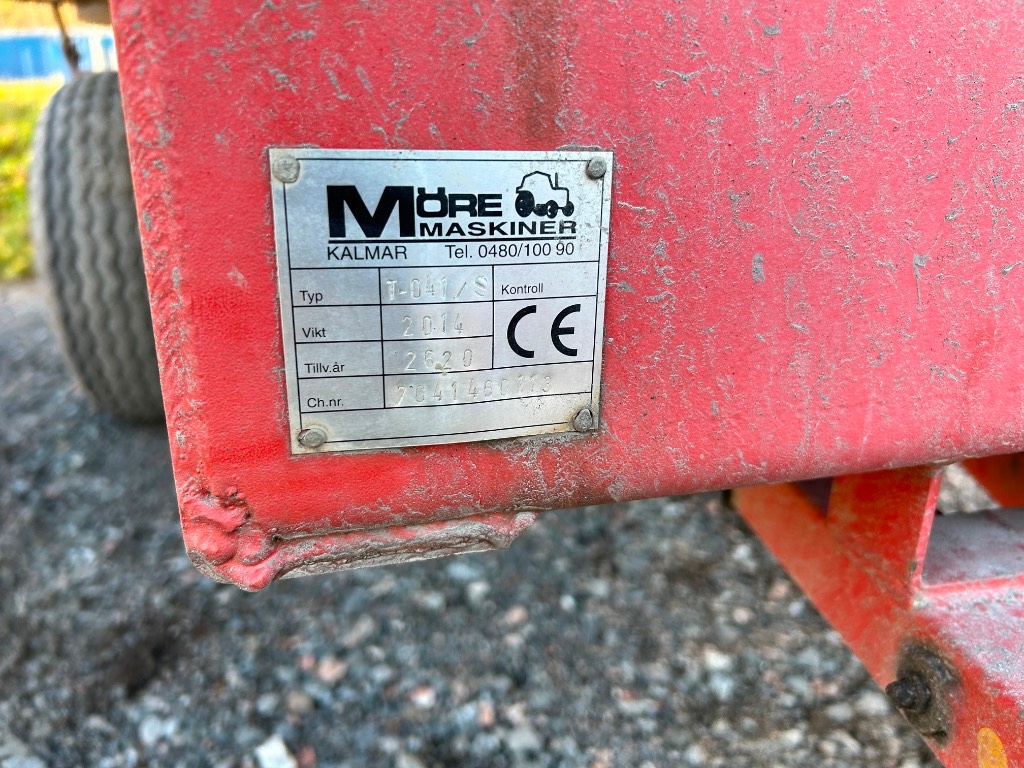 MÖRE
MASKINER
KALMAR Tel. 0480/100 90
Typ T-041/S Kontroll
Vikt 2014 CE
Tillv.år 2620
Ch.nr.